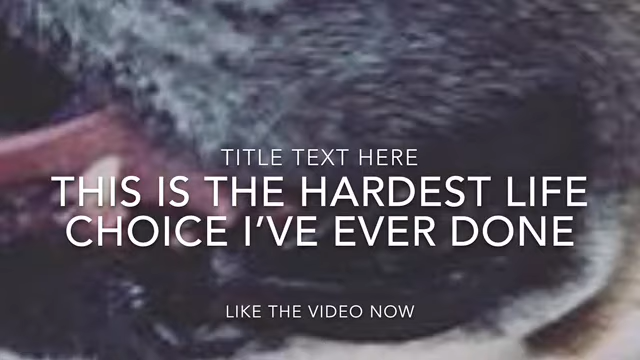 TITLE TEXT HERE
THIS IS THE HARDEST LIFE
CHOICE I’VE EVER DONE
LIKE THE VIDEO NOW